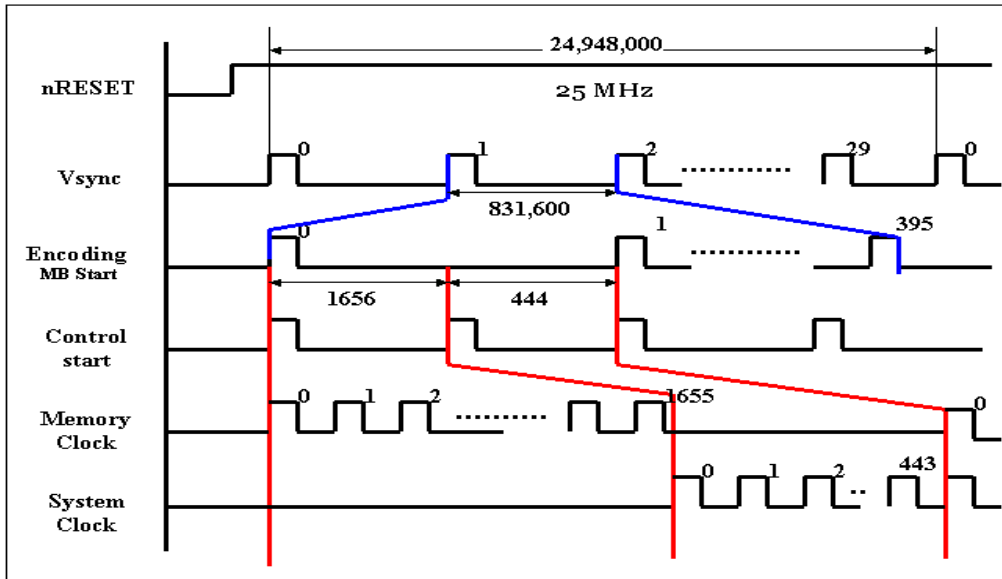 24,948,000
nRESET
25 MHz
Vsync
0
1
2
29
0
831,600
Encoding
MB Start
0
1
395
1656
444
Control
start
Memory
Clock
0
1
2
1655
0
System
Clock
0
1
2
443